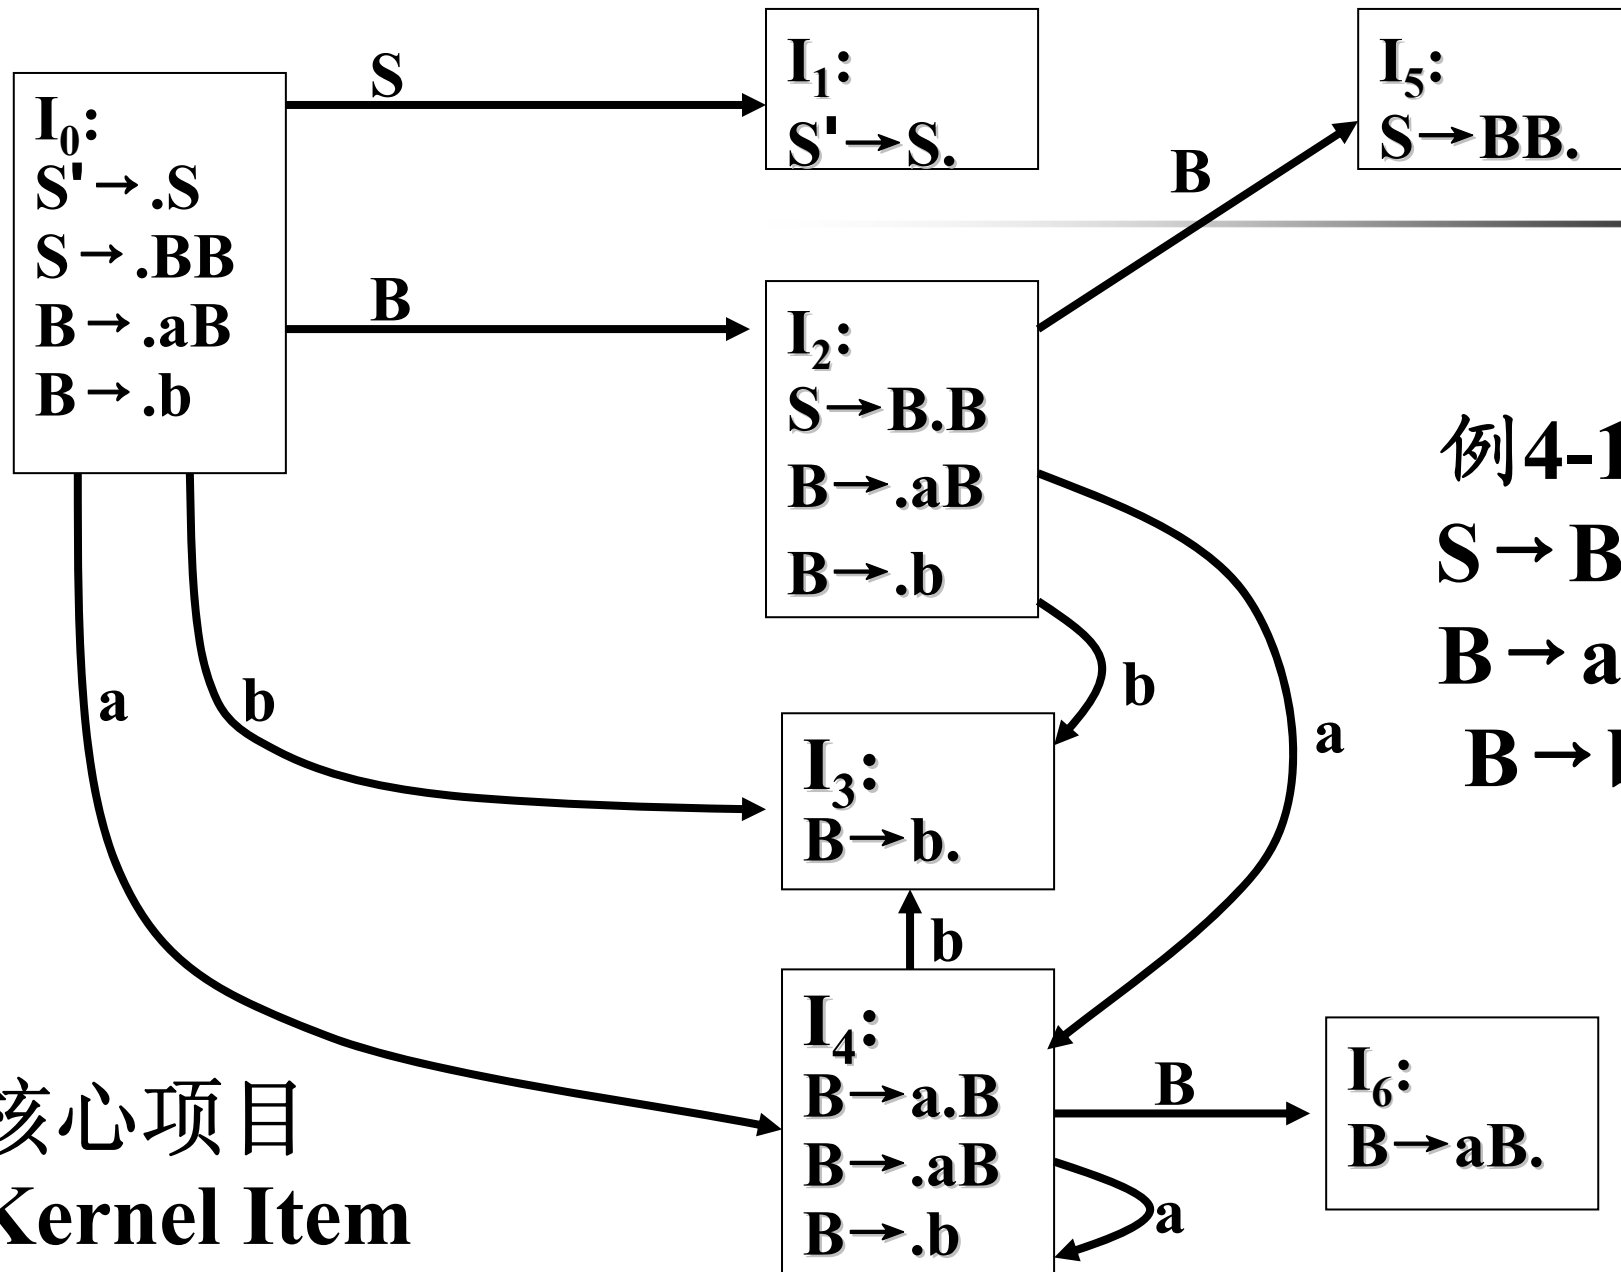 I₀:
S'→.S
S→.BB
B→.aB
B→.b
S
B
a
b
I₁:
S'→S.
I₂:
S→B.B
B→.aB
B→.b
B
I₅:
S→BB.
b
a
I₃:
B→b.
b
I₄:
B→a.B
B→.aB
B→.b
B
a
I₆:
B→aB.
例4-1
S→B
B→a
B→b
核心项目
Kernel Item